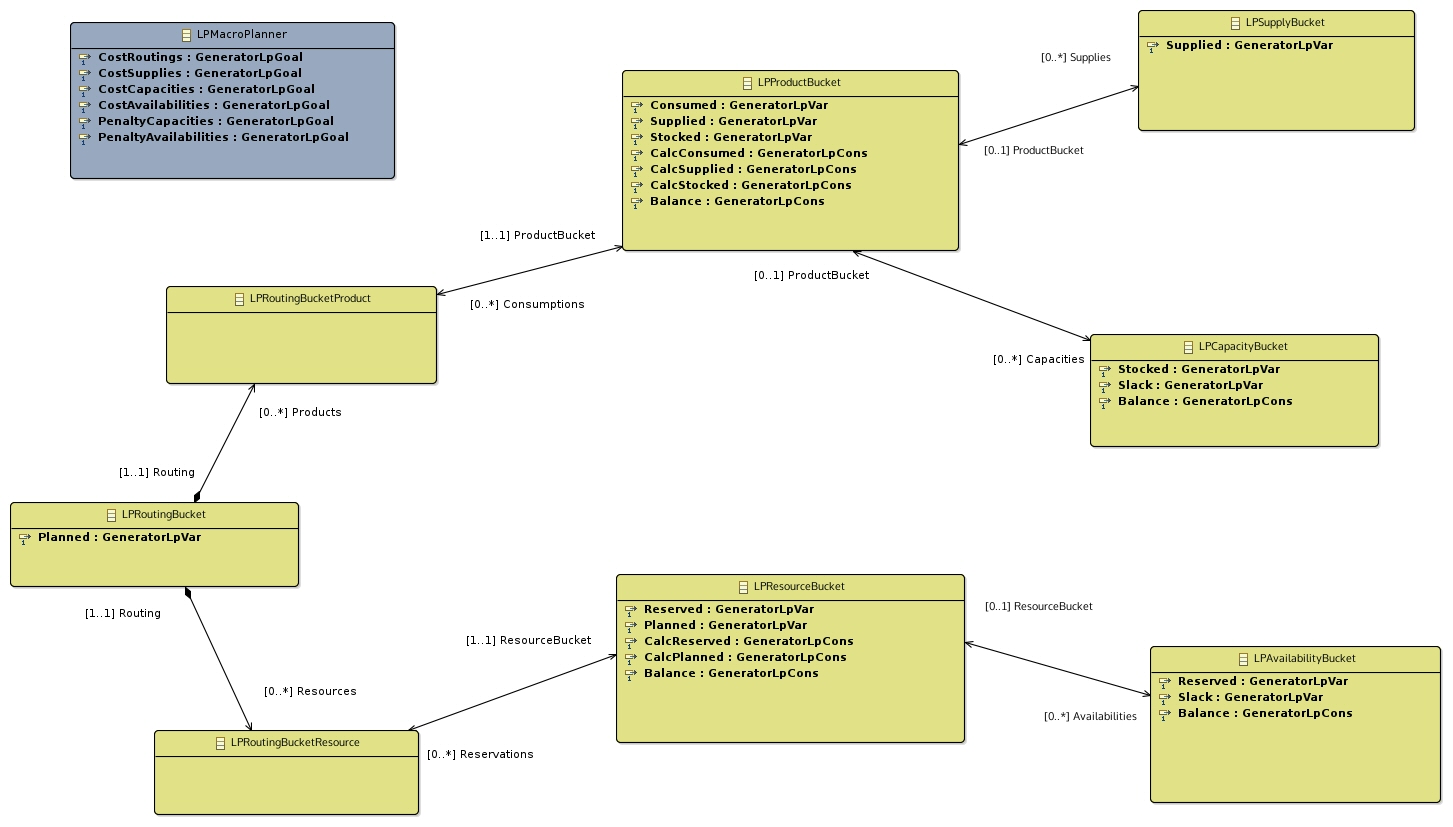 LPMacroPlanner
CostRoutings : GeneratorLpGoal
CostSupplies : GeneratorLpGoal
CostCapacities : GeneratorLpGoal
CostAvailabilities : GeneratorLpGoal
PenaltyCapacities : GeneratorLpGoal
PenaltyAvailabilities : GeneratorLpGoal
LPSupplyBucket
Supplied : GeneratorLpVar
[0..*] Supplies
[0..1] ProductBucket
LPProductBucket
Consumed : GeneratorLpVar
Supplied : GeneratorLpVar
Stocked : GeneratorLpVar
CalcConsumed : GeneratorLpCons
CalcSupplied : GeneratorLpCons
CalcStocked : GeneratorLpCons
Balance : GeneratorLpCons
[1..1] ProductBucket
[0..*] Consumptions
[0..1] ProductBucket
[0..*] Capacities
LPRoutingBucketProduct
LPCapacityBucket
Stocked : GeneratorLpVar
Slack : GeneratorLpVar
Balance : GeneratorLpCons
[0..*] Products
[1..1] Routing
LPRoutingBucket
Planned : GeneratorLpVar
[1..1] Routing
[0..*] Resources
LPResourceBucket
Reserved : GeneratorLpVar
Planned : GeneratorLpVar
CalcReserved : GeneratorLpCons
CalcPlanned : GeneratorLpCons
Balance : GeneratorLpCons
[1..1] ResourceBucket
[0..*] Reservations
[0..1] ResourceBucket
[0..*] Availabilities
LPAvailabilityBucket
Reserved : GeneratorLpVar
Slack : GeneratorLpVar
Balance : GeneratorLpCons
LPRoutingBucketResource